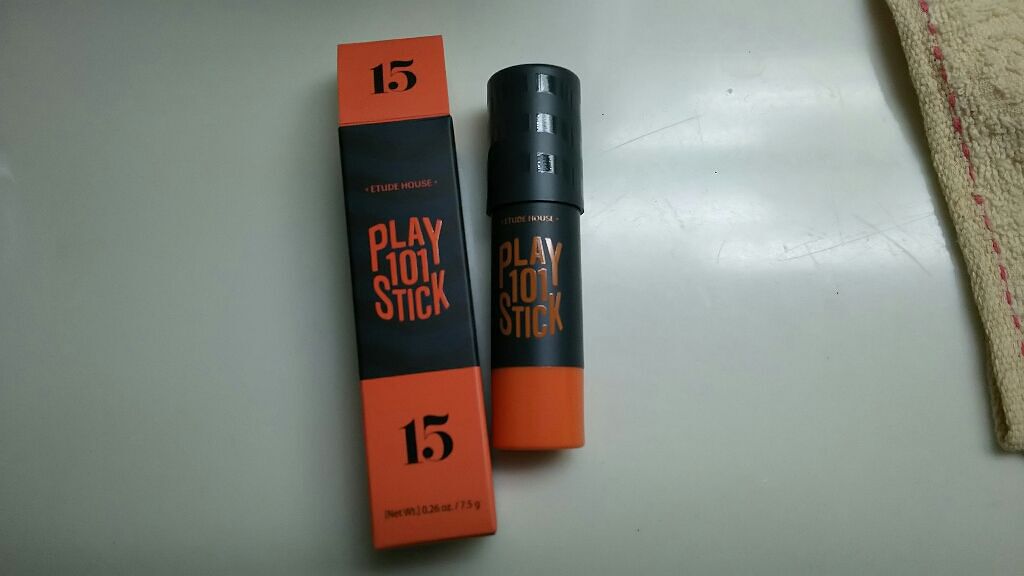 15
• ETUDE HOUSE •
PLAY
101
STICK
15
[Net Wt.] 0.26 oz. / 7.5 g
• ETUDE HOUSE •
PLAY
101
STICK